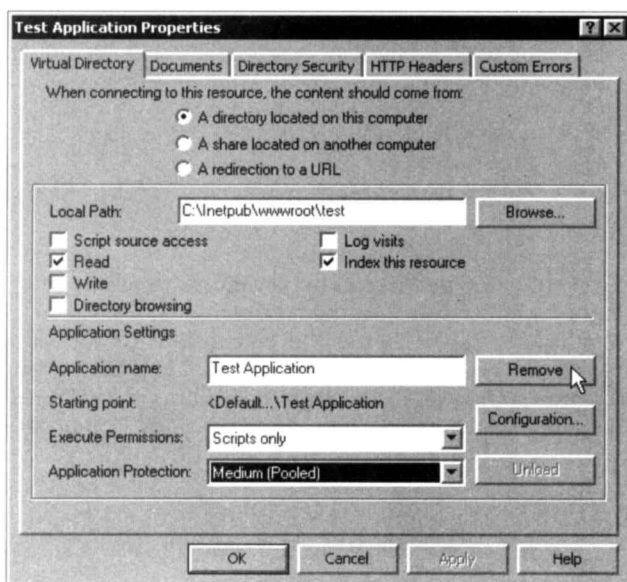 Test Application Properties
Virtual Directory Documents Directory Security HTTP Headers Custom Errors
When connecting to this resource, the content should come from:
A directory located on this computer
A share located on another computer
A redirection to a URL
Local Path: C:\Inetpub\wwwroot\test Browse...
Script source access Log visits
Read Index this resource
Write
Directory browsing
Application Settings
Application name: Test Application Remove
Starting point: <Default...\Test Application
Configuration...
Execute Permissions: Scripts only
Application Protection: Medium (Pooled) Unload
OK Cancel Apply Help